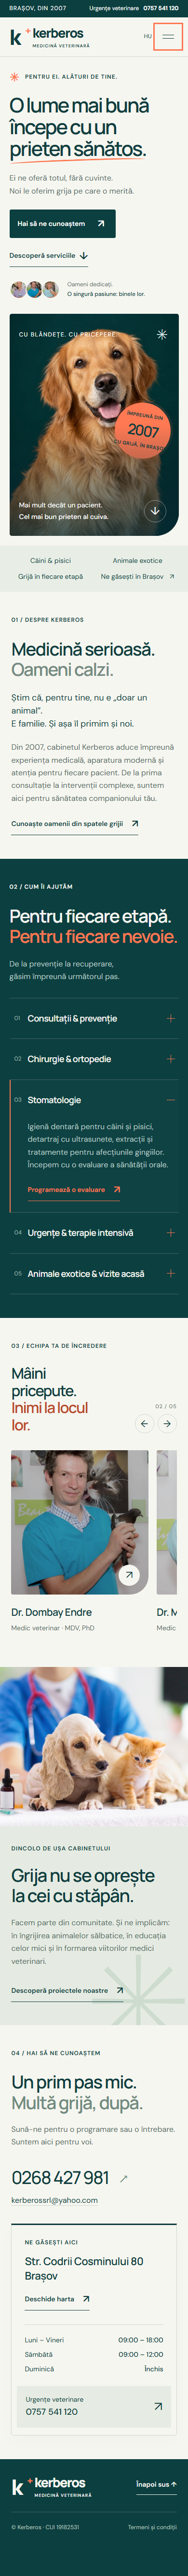 BRAȘOV, DIN 2007
Urgențe veterinare 0757 541 120
kerberos
MEDICINĂ VETERINARĂ
HU
PENTRU EI. ALĂTURI DE TINE.
O lume mai bună
începe cu un
prieten sănătos.
Ei ne oferă totul, fără cuvinte.
Noi le oferim grija pe care o merită.
Hai să ne cunoaștem
Descoperă serviciile
Oameni dedicați.
O singură pasiune: binele lor.
CU BLÂNDEȚE. CU PRICEPERE.
ÎMPREUNĂ DIN
2007
CU GRIJĂ, ÎN BRAȘOV
Mai mult decât un pacient.
Cel mai bun prieten al cuiva.
Câini & pisici
Animale exotice
Grijă în fiecare etapă
Ne găsești în Brașov
01 / DESPRE KERBEROS
Medicină serioasă.
Oameni calzi.
Știm că, pentru tine, nu e „doar un
animal”.
E familie. Și așa îl primim și noi.
Din 2007, cabinetul Kerberos aduce împreună
experiența medicală, aparatura modernă și
atenția pentru fiecare pacient. De la prima
consultație la intervenții complexe, suntem
aici pentru sănătatea companionului tău.
Cunoaște oamenii din spatele grijii
02 / CUM ÎI AJUTĂM
Pentru fiecare etapă.
Pentru fiecare nevoie.
De la prevenție la recuperare,
găsim împreună următorul pas.
01 Consultații & prevenție
02 Chirurgie & ortopedie
03 Stomatologie
Igienă dentară pentru câini și pisici,
detartraj cu ultrasunete, extracții și
tratamente pentru afecțiunile gingiilor.
Începem cu o evaluare a sănătății orale.
Programează o evaluare
04 Urgențe & terapie intensivă
05 Animale exotice & vizite acasă
03 / ECHIPA TA DE ÎNCREDERE
Mâini
pricepute.
Inimi la locul
lor.
02 / 05
Dr. Dombay Endre
Medic veterinar · MDV, PhD
Dr. M
Medic
DINCOLO DE UȘA CABINETULUI
Grija nu se oprește
la cei cu stăpân.
Facem parte din comunitate. Și ne implicăm:
în îngrijirea animalelor sălbatice, în educația
celor mici și în formarea viitorilor medici
veterinari.
Descoperă proiectele noastre
04 / HAI SĂ NE CUNOAȘTEM
Un prim pas mic.
Multă grijă, după.
Sună-ne pentru o programare sau o întrebare.
Suntem aici pentru voi.
0268 427 981
kerberossrl@yahoo.com
NE GĂSEȘTI AICI
Str. Codrii Cosminului 80
Brașov
Deschide harta
Luni – Vineri 09:00 – 18:00
Sâmbătă 09:00 – 12:00
Duminică Închis
Urgențe veterinare
0757 541 120
kerberos
MEDICINĂ VETERINARĂ
Înapoi sus
© Kerberos · CUI 19182531
Termeni și condiții